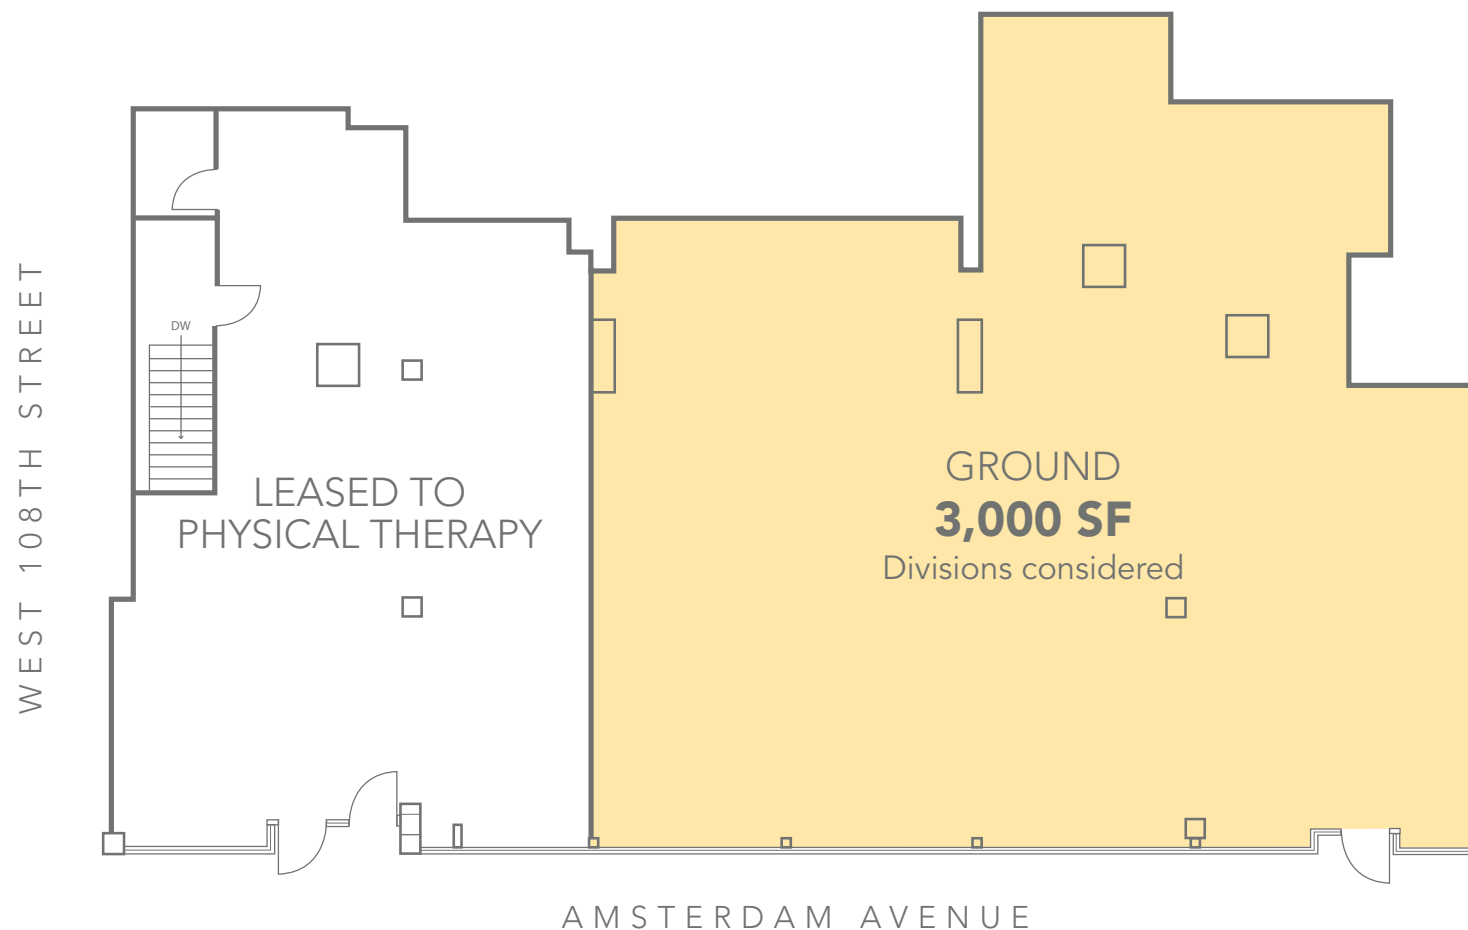 WEST 108TH STREET
DW
LEASED TO
PHYSICAL THERAPY
GROUND
3,000 SF
Divisions considered
AMSTERDAM AVENUE